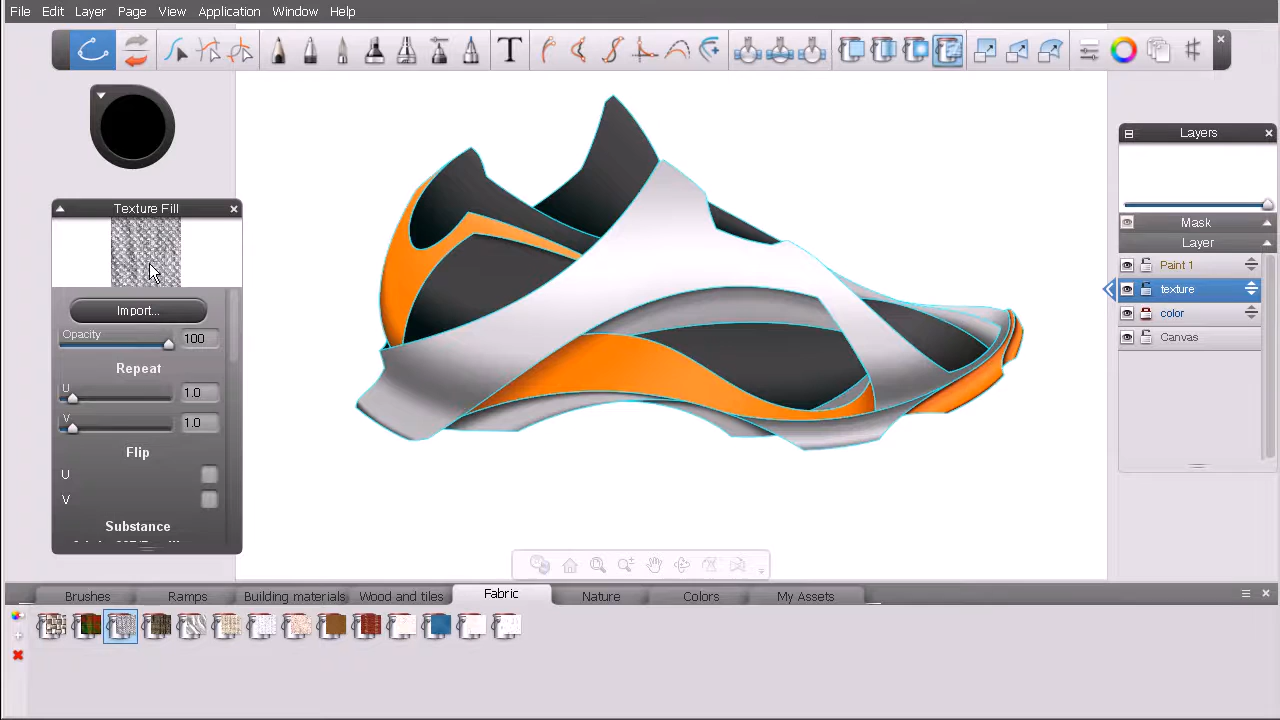 File Edit Layer Page View Application Window Help
T
Texture Fill
Import...
Opacity
100
Repeat
U
1.0
V
1.0
Flip
U
V
Substance
Layers
Mask
Layer
Paint 1
texture
color
Canvas
Brushes Ramps Building materials Wood and tiles Fabric Nature Colors My Assets